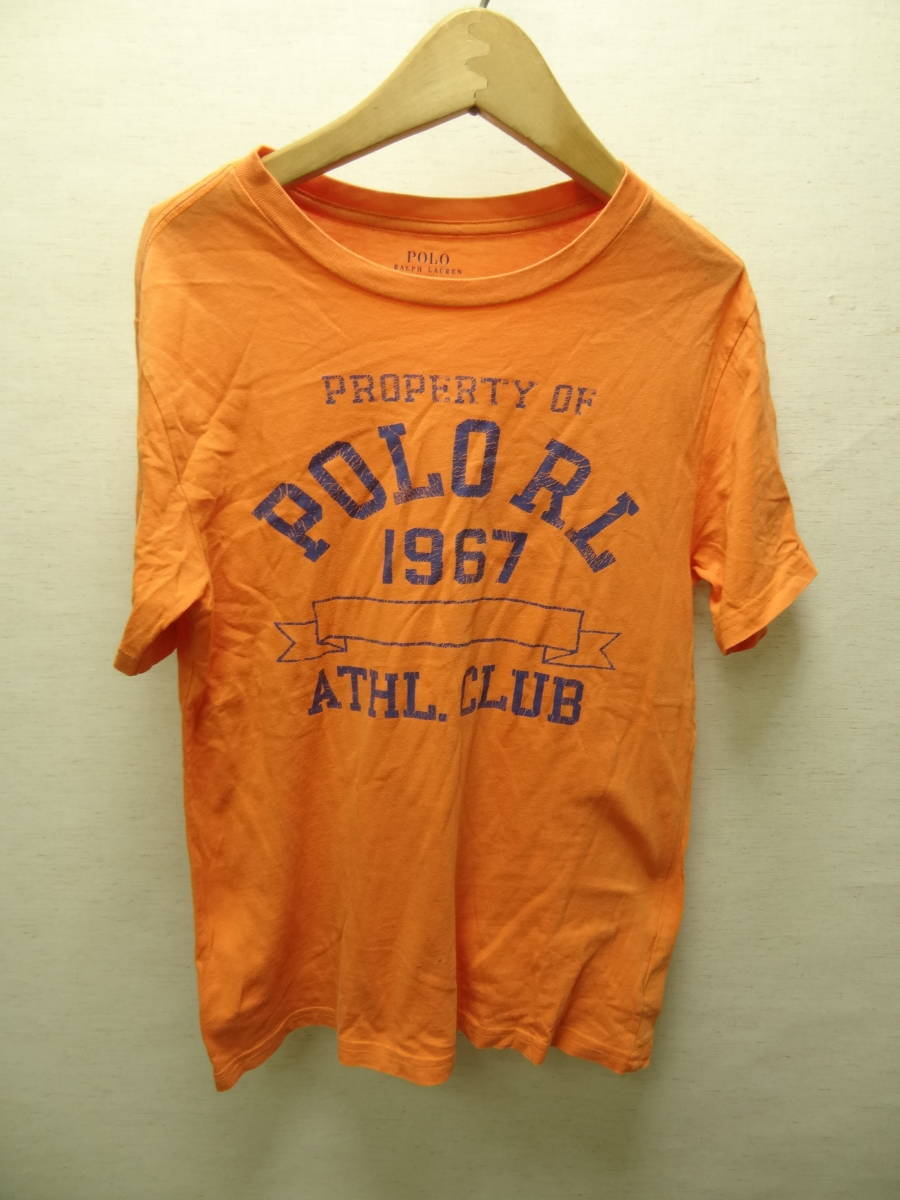 POLO
RALPH LAUREN
PROPERTY OF
POLO RL
1967
ATHL. CLUB